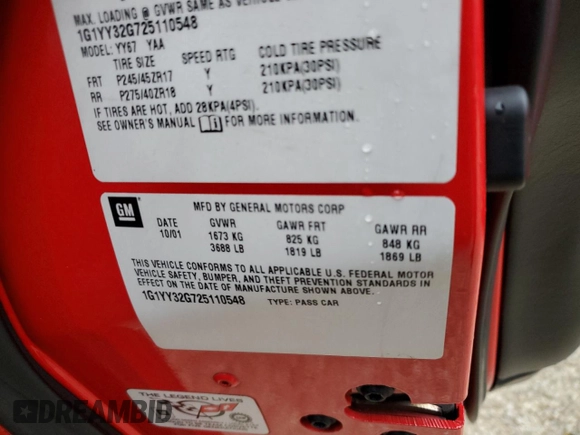 MAX. LOADING @ GVWR SAME AS VEHICLE
1G1YY32G725110548
MODEL: YY67 YAA
TIRE SIZE SPEED RTG COLD TIRE PRESSURE
FRT P245/45ZR17 Y 210KPA(30PSI)
RR P275/40ZR18 Y 210KPA(30PSI)
IF TIRES ARE HOT, ADD 28KPA(4PSI).
SEE OWNER'S MANUAL FOR MORE INFORMATION.
GM
MFD BY GENERAL MOTORS CORP
DATE GVWR GAWR FRT GAWR RR
10/01 1673 KG 825 KG 848 KG
3688 LB 1819 LB 1869 LB
THIS VEHICLE CONFORMS TO ALL APPLICABLE U.S. FEDERAL MOTOR
VEHICLE SAFETY, BUMPER, AND THEFT PREVENTION STANDARDS IN
EFFECT ON THE DATE OF MANUFACTURE SHOWN ABOVE.
1G1YY32G725110548 TYPE: PASS CAR
THE LEGEND LIVES
DREAMBID